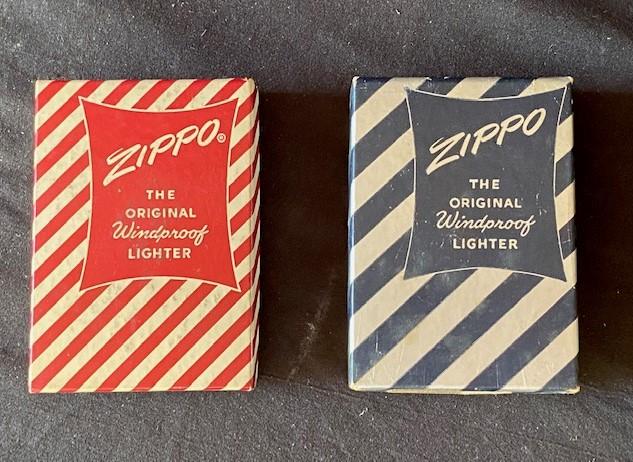 ZIPPO®
THE
ORIGINAL
Windproof
LIGHTER
ZIPPO
THE
ORIGINAL
Windproof
LIGHTER